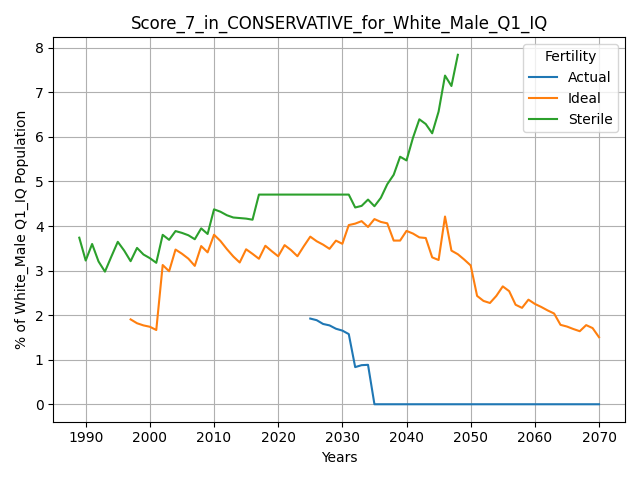 Score_7_in_CONSERVATIVE_for_White_Male_Q1_IQ
% of White_Male Q1_IQ Population
8
7
6
5
4
3
2
1
0
Fertility
Actual
Ideal
Sterile
1990 2000 2010 2020 2030 2040 2050 2060 2070
Years